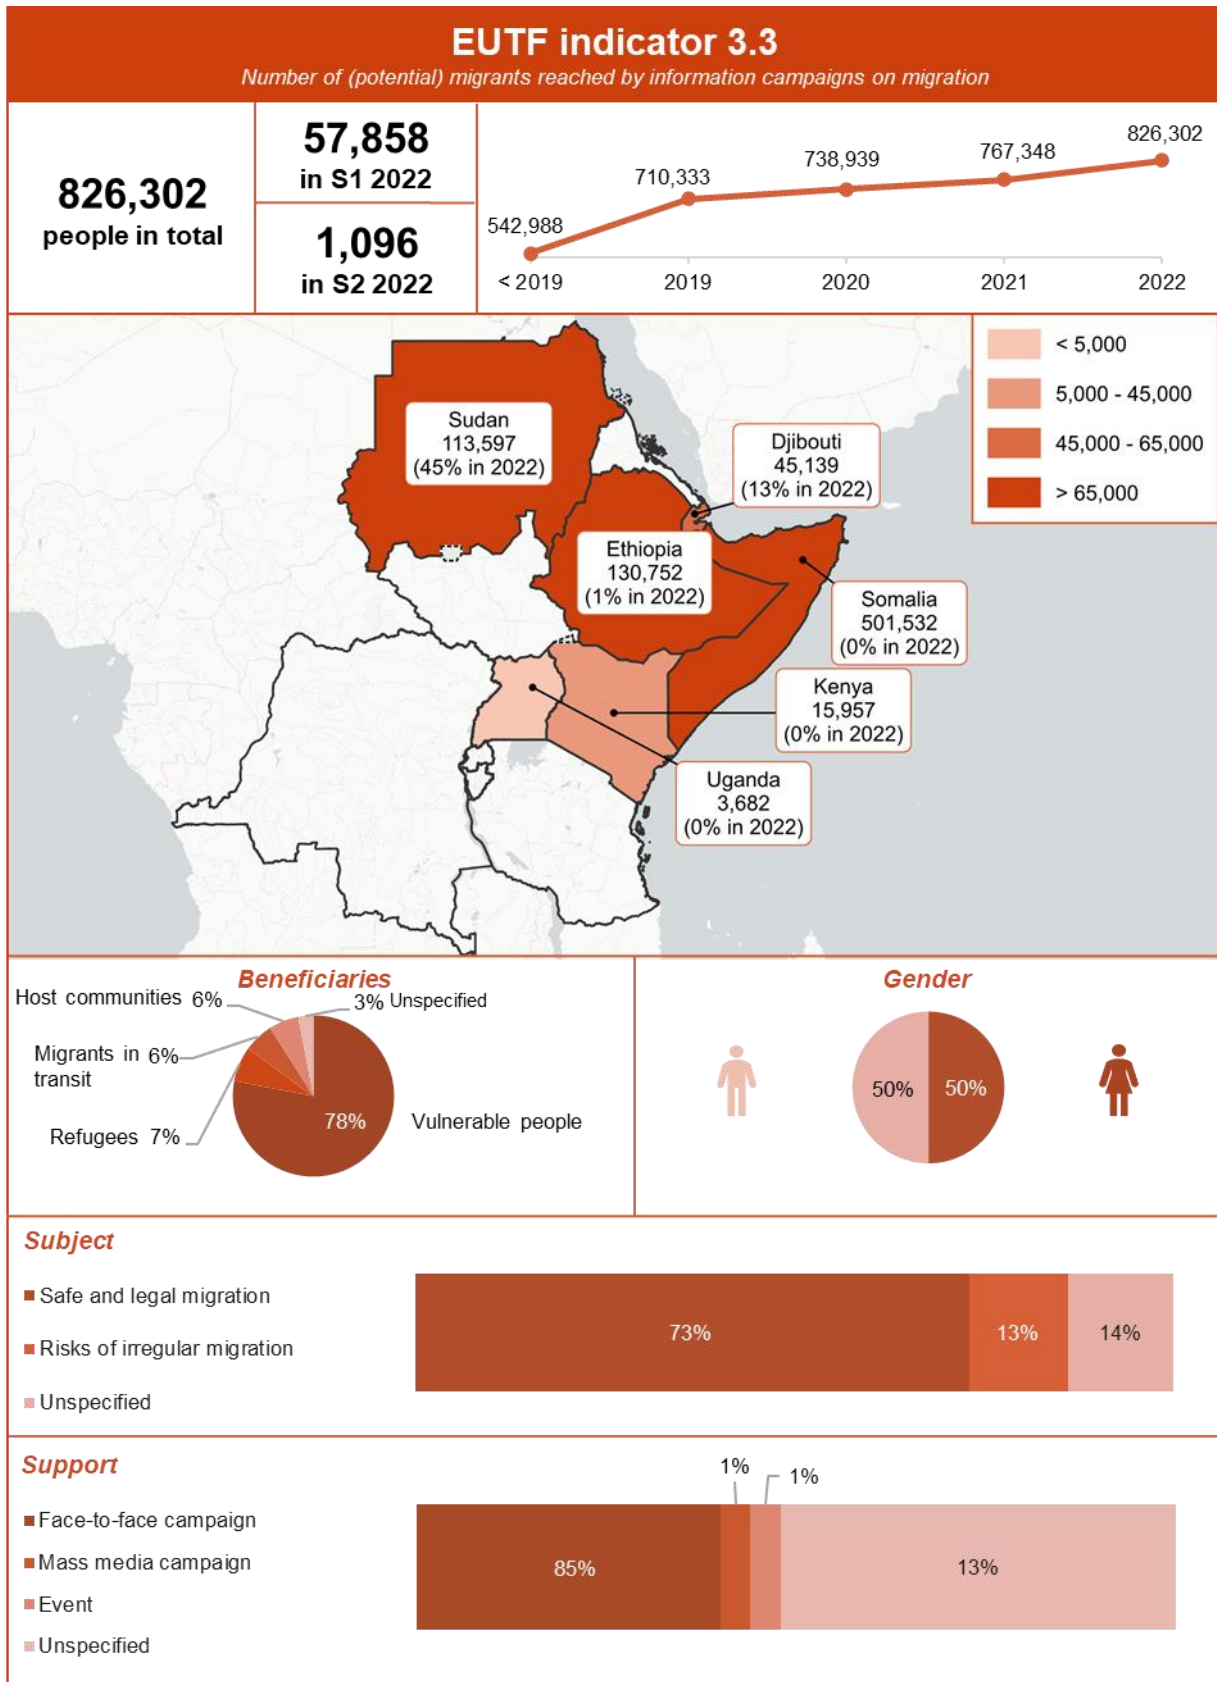 EUTF indicator 3.3
Number of (potential) migrants reached by information campaigns on migration
826,302
people in total
57,858
in S1 2022
1,096
in S2 2022
542,988
710,333
738,939
767,348
826,302
< 2019
2019
2020
2021
2022
< 5,000
5,000 - 45,000
45,000 - 65,000
> 65,000
Sudan
113,597
(45% in 2022)
Djibouti
45,139
(13% in 2022)
Ethiopia
130,752
(1% in 2022)
Somalia
501,532
(0% in 2022)
Kenya
15,957
(0% in 2022)
Uganda
3,682
(0% in 2022)
Beneficiaries
Host communities 6%
3% Unspecified
Migrants in 6%
transit
Refugees 7%
78%
Vulnerable people
Gender
50%
50%
Subject
Safe and legal migration
Risks of irregular migration
Unspecified
73%
13%
14%
Support
Face-to-face campaign
Mass media campaign
Event
Unspecified
1%
1%
85%
13%